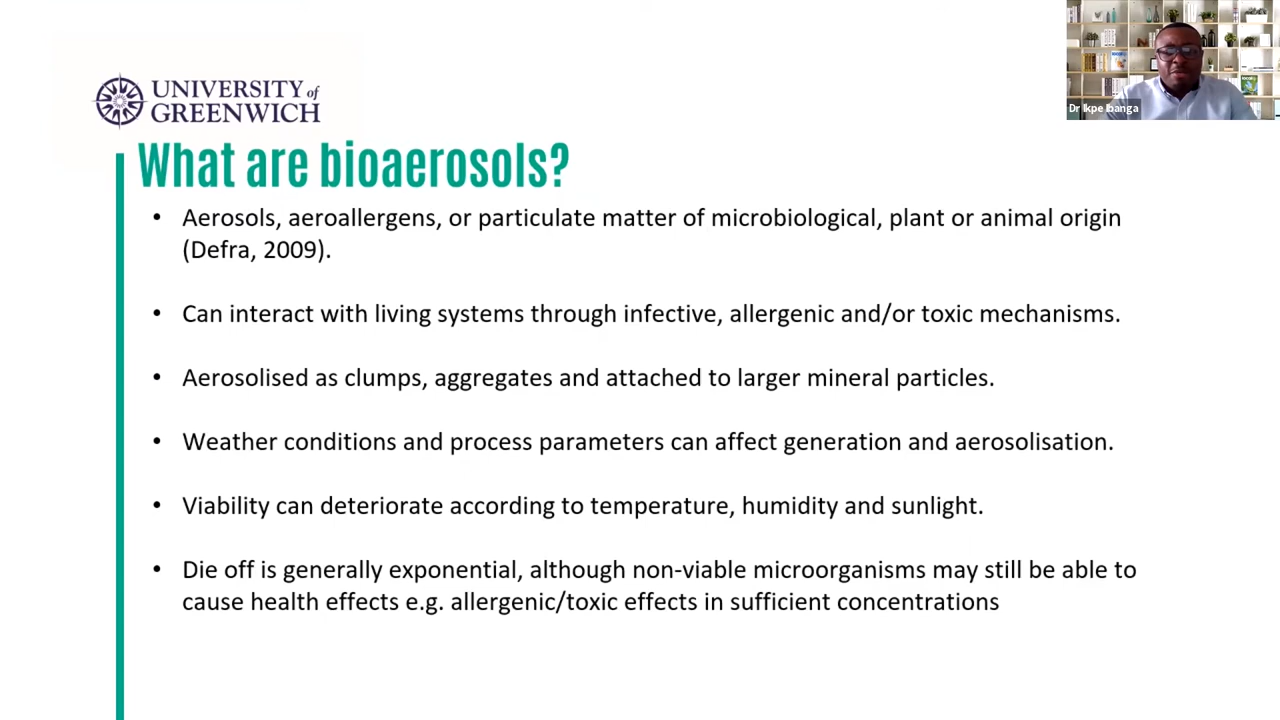 UNIVERSITY of
GREENWICH
Dr Ikpe Ibanga
What are bioaerosols?
• Aerosols, aeroallergens, or particulate matter of microbiological, plant or animal origin
(Defra, 2009).
• Can interact with living systems through infective, allergenic and/or toxic mechanisms.
• Aerosolised as clumps, aggregates and attached to larger mineral particles.
• Weather conditions and process parameters can affect generation and aerosolisation.
• Viability can deteriorate according to temperature, humidity and sunlight.
• Die off is generally exponential, although non-viable microorganisms may still be able to
cause health effects e.g. allergenic/toxic effects in sufficient concentrations